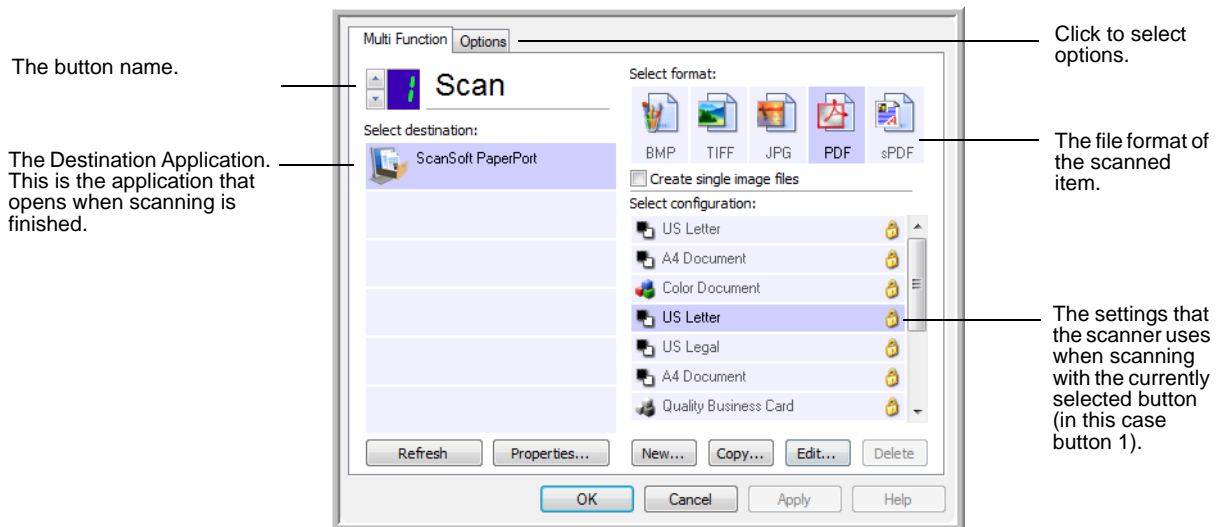 The button name.
The Destination Application.
This is the application that
opens when scanning is
finished.
Multi Function
Options
1
Scan
Select destination:
ScanSoft PaperPort
Refresh
Properties...
Select format:
BMP
TIFF
JPG
PDF
sPDF
Create single image files
Select configuration:
US Letter
A4 Document
Color Document
US Letter
US Legal
A4 Document
Quality Business Card
New...
Copy...
Edit...
Delete
OK
Cancel
Apply
Help
Click to select
options.
The file format of
the scanned
item.
The settings that
the scanner uses
when scanning
with the currently
selected button
(in this case
button 1).